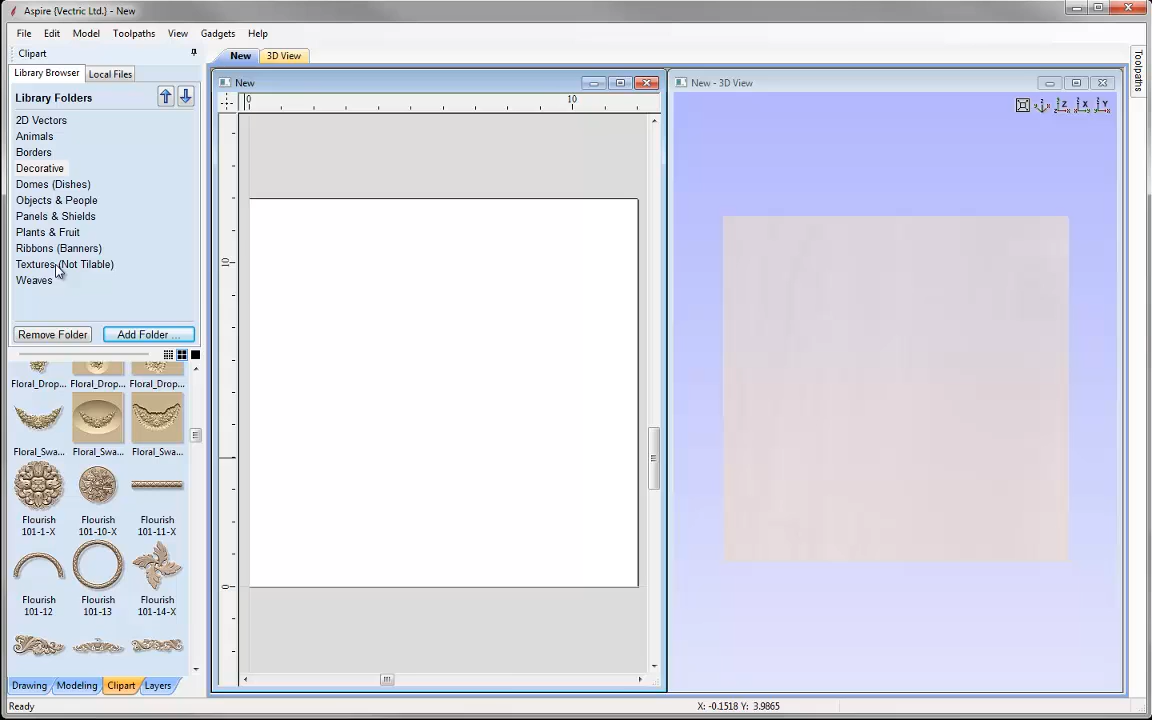 Aspire {Vectric Ltd.} - New
File Edit Model Toolpaths View Gadgets Help
Clipart
Library Browser Local Files
Library Folders
2D Vectors
Animals
Borders
Decorative
Domes (Dishes)
Objects & People
Panels & Shields
Plants & Fruit
Ribbons (Banners)
Textures (Not Tilable)
Weaves
Remove Folder Add Folder ...
Floral_Drop... Floral_Drop... Floral_Drop...
Floral_Swa... Floral_Swa... Floral_Swa...
Flourish 101-1-X
Flourish 101-10-X
Flourish 101-11-X
Flourish 101-12
Flourish 101-13
Flourish 101-14-X
Drawing Modeling Clipart Layers
Ready
New 3D View
New
0 10
10
0
New - 3D View
Z X Y
Toolpaths
X: -0.1518 Y: 3.9865